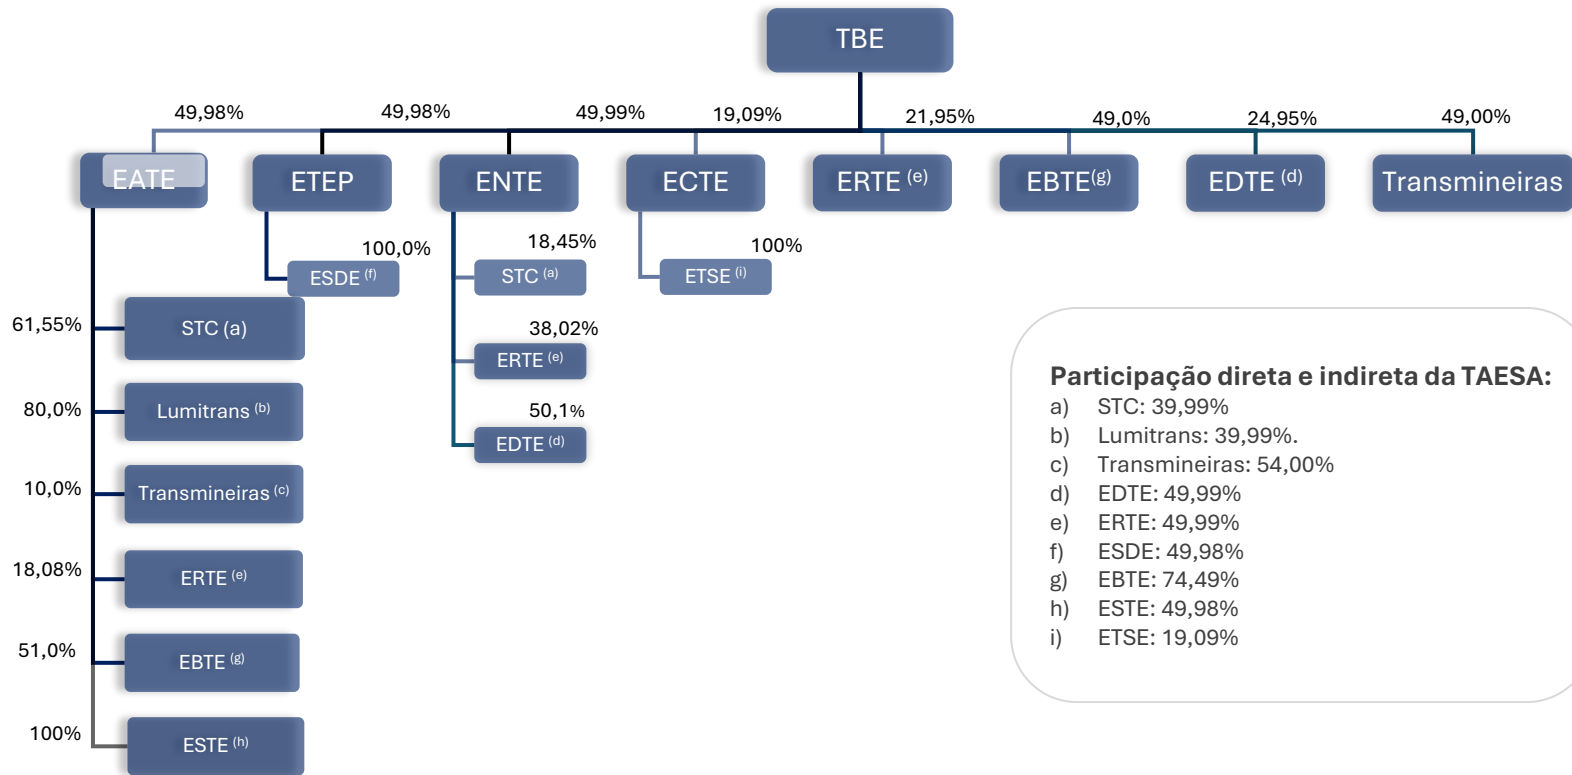 TBE
49,98% 49,98% 49,99% 19,09% 21,95% 49,0% 24,95% 49,00%
EATE ETEP ENTE ECTE ERTE (e) EBTE(g) EDTE (d) Transmineiras
100,0% 18,45% 100%
ESDE (f) STC (a) ETSE (i)
61,55% STC (a)
38,02%
ERTE (e)
80,0% Lumitrans (b)
50,1%
EDTE (d)
10,0% Transmineiras (c)
18,08% ERTE (e)
51,0% EBTE (g)
100% ESTE (h)
Participação direta e indireta da TAESA:
a) STC: 39,99%
b) Lumitrans: 39,99%.
c) Transmineiras: 54,00%
d) EDTE: 49,99%
e) ERTE: 49,99%
f) ESDE: 49,98%
g) EBTE: 74,49%
h) ESTE: 49,98%
i) ETSE: 19,09%